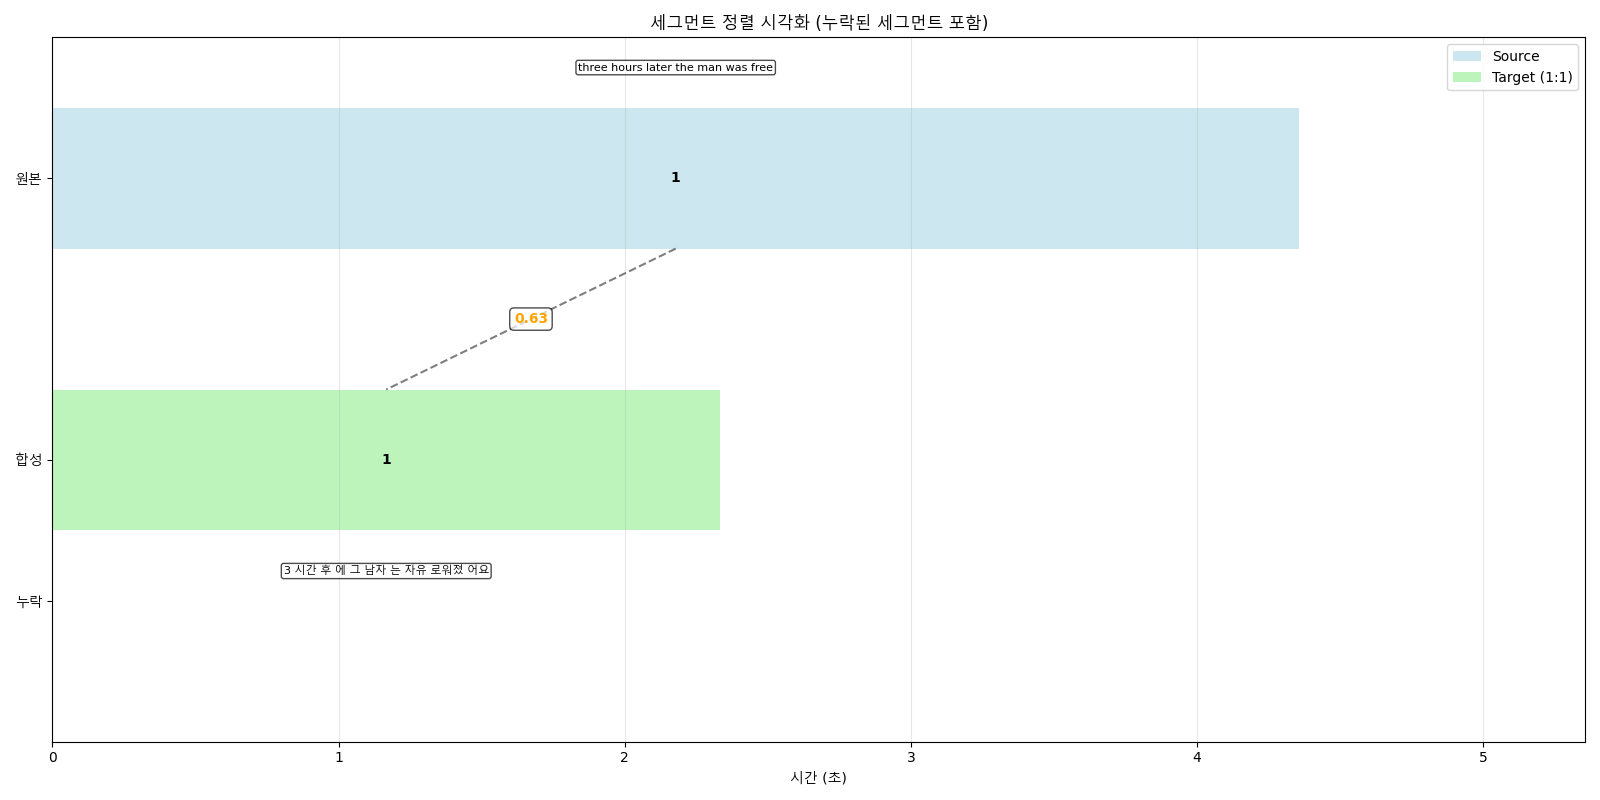 세그먼트 정렬 시각화 (누락된 세그먼트 포함)
Source
Target (1:1)
three hours later the man was free
원본
1
0.63
합성
1
3 시간 후 에 그 남자 는 자유 로워졌 어요
누락
0 1 2 3 4 5
시간 (초)